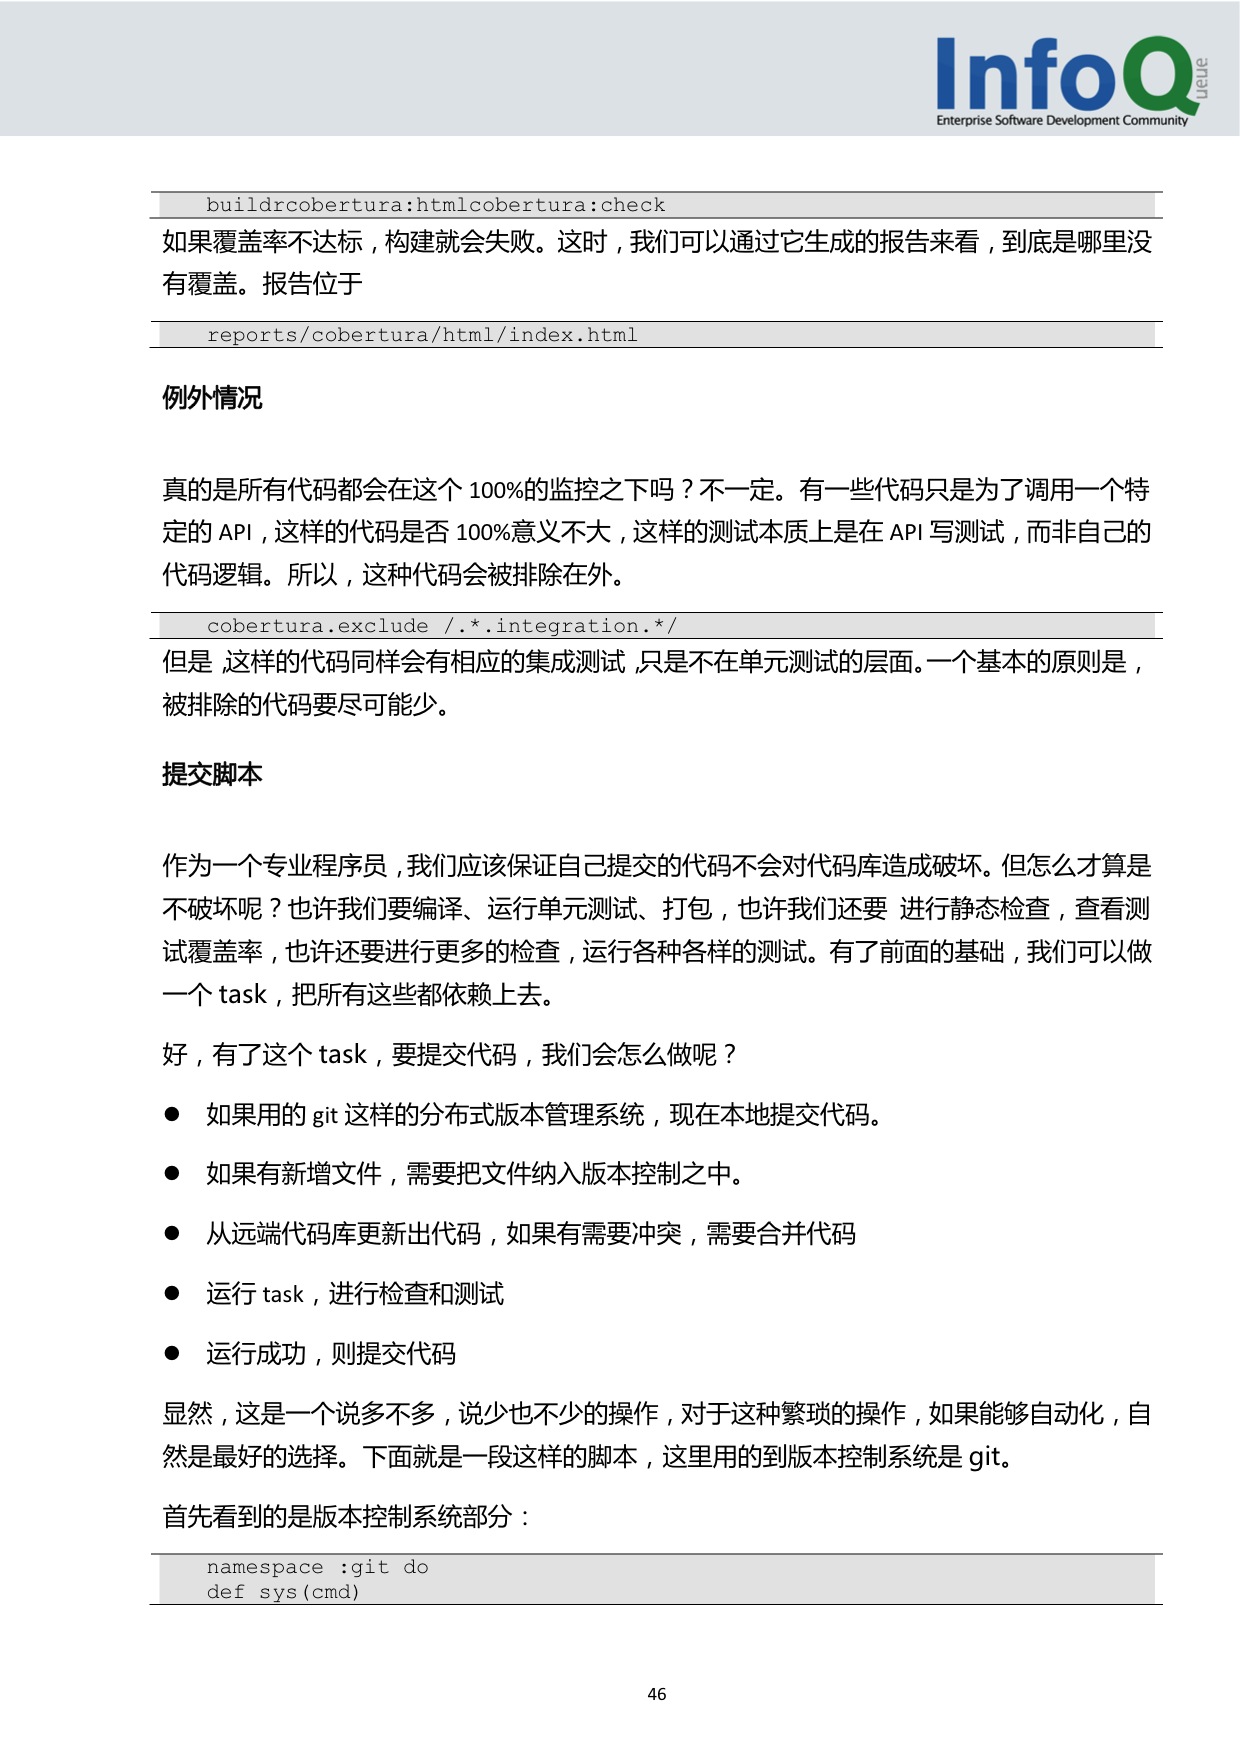 InfoQ
ueue
Enterprise Software Development Community
buildrcobertura:htmlcobertura:check
如果覆盖率不达标，构建就会失败。这时，我们可以通过它生成的报告来看，到底是哪里没
有覆盖。报告位于
reports/cobertura/html/index.html
例外情况
真的是所有代码都会在这个 100%的监控之下吗？不一定。有一些代码只是为了调用一个特
定的 API，这样的代码是否 100%意义不大，这样的测试本质上是在 API 写测试，而非自己的
代码逻辑。所以，这种代码会被排除在外。
cobertura.exclude /.*.integration.*/
但是，这样的代码同样会有相应的集成测试，只是不在单元测试的层面。一个基本的原则是，
被排除的代码要尽可能少。
提交脚本
作为一个专业程序员，我们应该保证自己提交的代码不会对代码库造成破坏。但怎么才算是
不破坏呢？也许我们要编译、运行单元测试、打包，也许我们还要 进行静态检查，查看测
试覆盖率，也许还要进行更多的检查，运行各种各样的测试。有了前面的基础，我们可以做
一个 task，把所有这些都依赖上去。
好，有了这个 task，要提交代码，我们会怎么做呢？
● 如果用的 git 这样的分布式版本管理系统，现在本地提交代码。
● 如果有新增文件，需要把文件纳入版本控制之中。
● 从远端代码库更新出代码，如果有需要冲突，需要合并代码
● 运行 task，进行检查和测试
● 运行成功，则提交代码
显然，这是一个说多不多，说少也不少的操作，对于这种繁琐的操作，如果能够自动化，自
然是最好的选择。下面就是一段这样的脚本，这里用的到版本控制系统是 git。
首先看到的是版本控制系统部分：
namespace :git do
def sys(cmd)
46